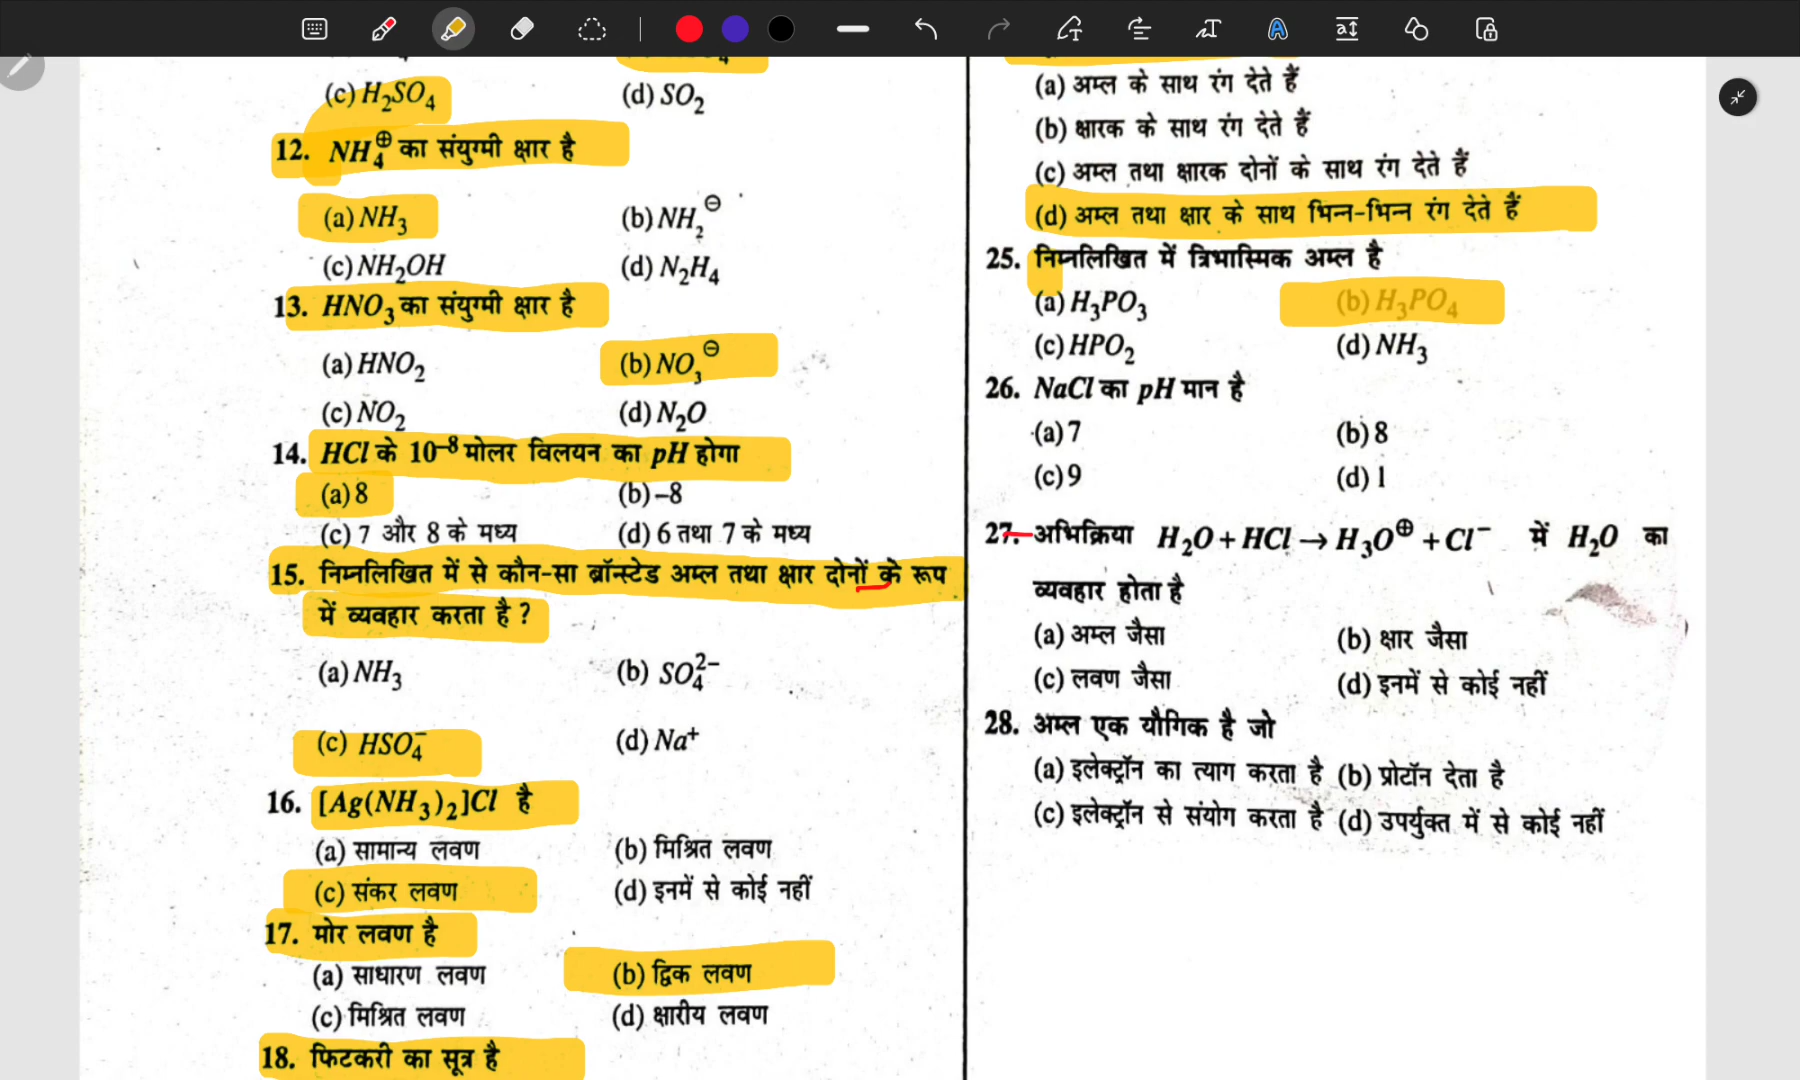 (c) H₂SO₄ (d) SO₂
12. NH₄⊕ का संयुग्मी क्षार है
(a) NH₃ (b) NH₂⊖
(c) NH₂OH (d) N₂H₄
13. HNO₃ का संयुग्मी क्षार है
(a) HNO₂ (b) NO₃⊖
(c) NO₂ (d) N₂O
14. HCl के 10⁻⁸ मोलर विलयन का pH होगा
(a) 8 (b) –8
(c) 7 और 8 के मध्य (d) 6 तथा 7 के मध्य
15. निम्नलिखित में से कौन-सा ब्रॉन्स्टेड अम्ल तथा क्षार दोनों के रूप
में व्यवहार करता है ?
(a) NH₃ (b) SO₄²⁻
(c) HSO₄⁻ (d) Na⁺
16. [Ag(NH₃)₂]Cl है
(a) सामान्य लवण (b) मिश्रित लवण
(c) संकर लवण (d) इनमें से कोई नहीं
17. मोर लवण है
(a) साधारण लवण (b) द्विक लवण
(c) मिश्रित लवण (d) क्षारीय लवण
18. फिटकरी का सूत्र है
(a) अम्ल के साथ रंग देते हैं
(b) क्षारक के साथ रंग देते हैं
(c) अम्ल तथा क्षारक दोनों के साथ रंग देते हैं
(d) अम्ल तथा क्षार के साथ भिन्न-भिन्न रंग देते हैं
25. निम्नलिखित में त्रिभास्मिक अम्ल है
(a) H₃PO₃ (b) H₃PO₄
(c) HPO₂ (d) NH₃
26. NaCl का pH मान है
(a) 7 (b) 8
(c) 9 (d) 1
27. अभिक्रिया H₂O + HCl → H₃O⊕ + Cl⁻ में H₂O का
व्यवहार होता है
(a) अम्ल जैसा (b) क्षार जैसा
(c) लवण जैसा (d) इनमें से कोई नहीं
28. अम्ल एक यौगिक है जो
(a) इलेक्ट्रॉन का त्याग करता है (b) प्रोटॉन देता है
(c) इलेक्ट्रॉन से संयोग करता है (d) उपर्युक्त में से कोई नहीं